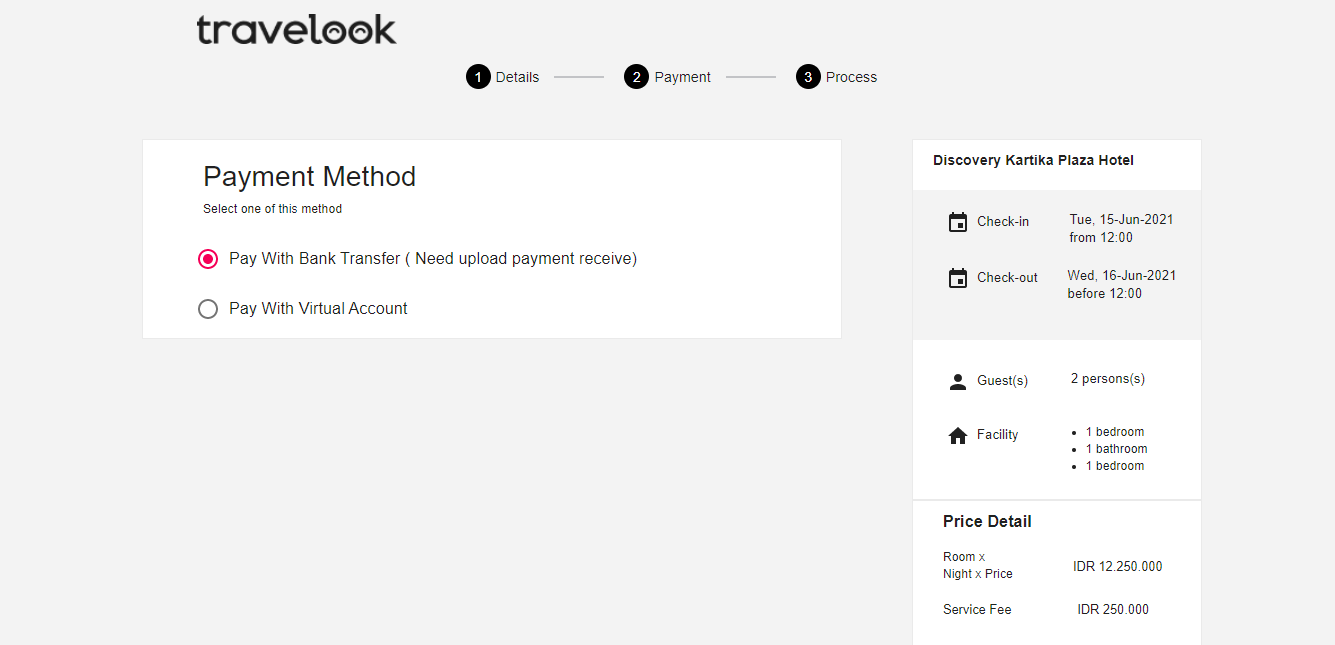 travelook
1 Details
2 Payment
3 Process
Payment Method
Select one of this method
Pay With Bank Transfer ( Need upload payment receive)
Pay With Virtual Account
Discovery Kartika Plaza Hotel
Check-in
Tue, 15-Jun-2021
from 12:00
Check-out
Wed, 16-Jun-2021
before 12:00
Guest(s)
2 persons(s)
Facility
1 bedroom
1 bathroom
1 bedroom
Price Detail
Room x
Night x Price
IDR 12.250.000
Service Fee
IDR 250.000